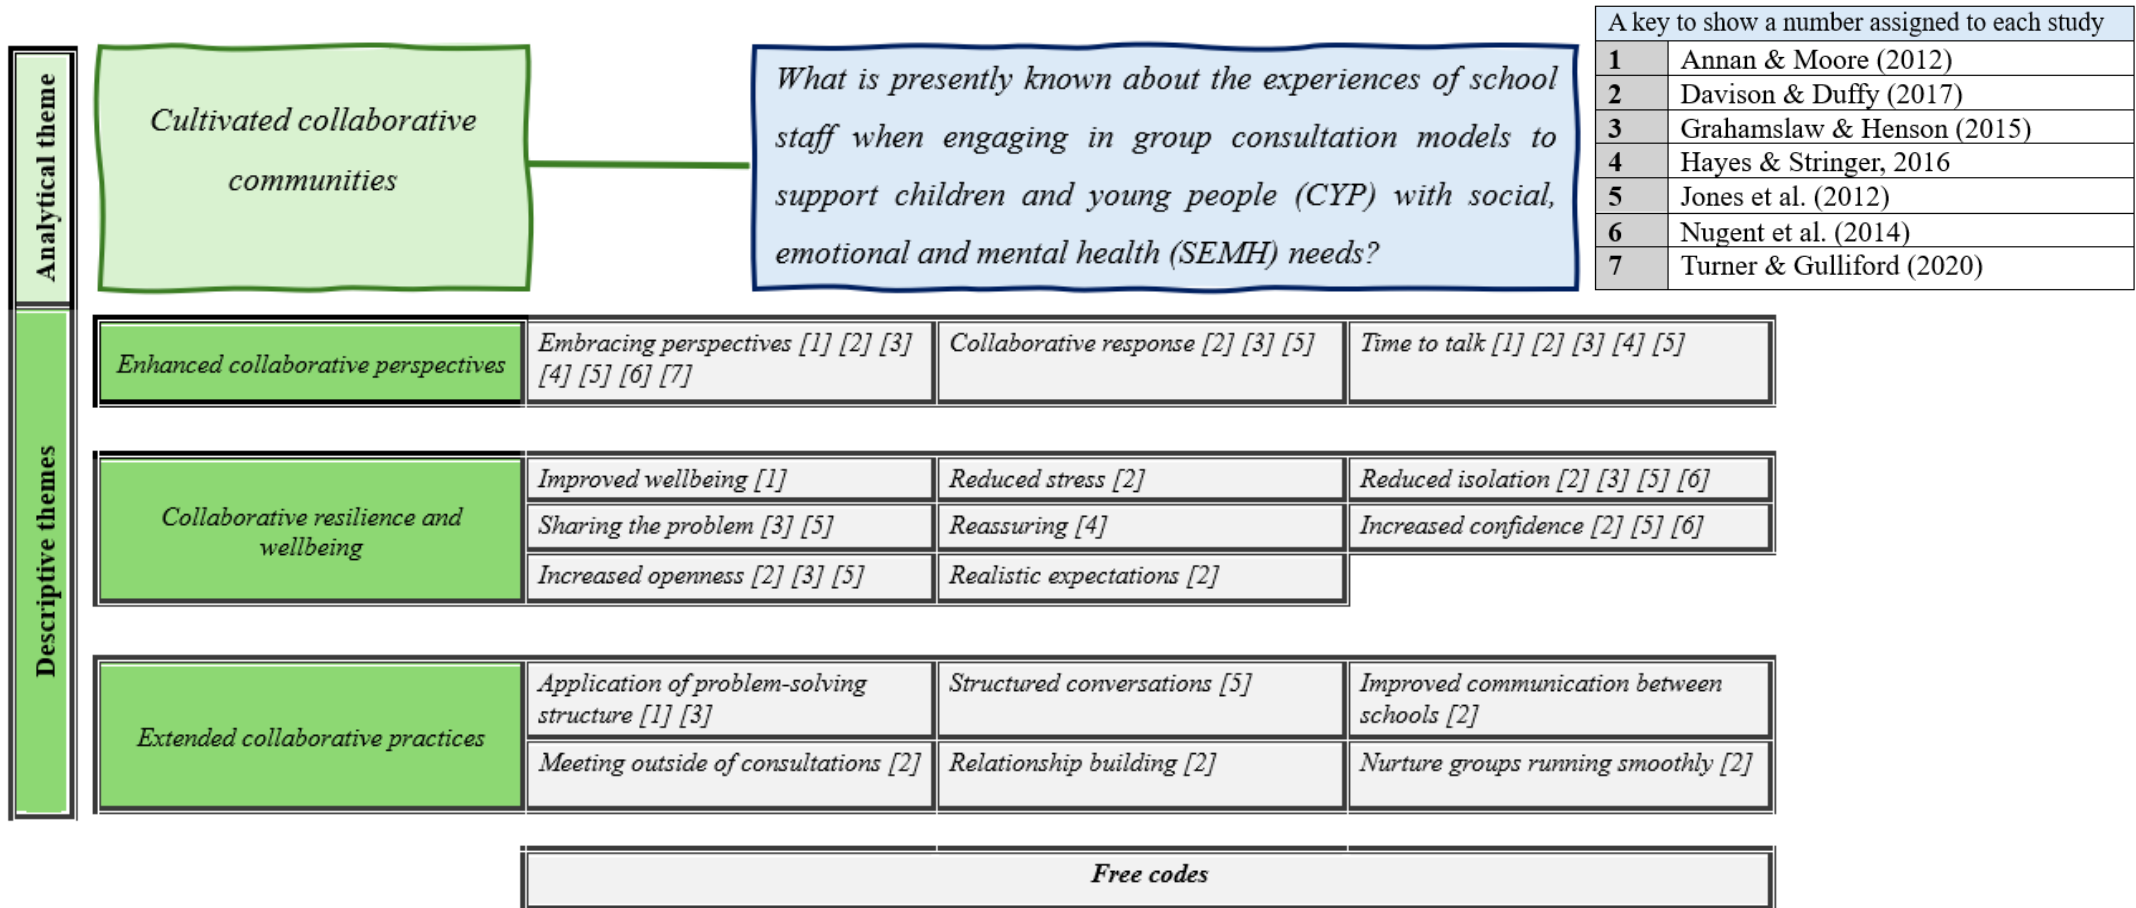 A key to show a number assigned to each study
1 Annan & Moore (2012)
2 Davison & Duffy (2017)
3 Grahamslaw & Henson (2015)
4 Hayes & Stringer, 2016
5 Jones et al. (2012)
6 Nugent et al. (2014)
7 Turner & Gulliford (2020)
Analytical theme
Cultivated collaborative
communities
What is presently known about the experiences of school
staff when engaging in group consultation models to
support children and young people (CYP) with social,
emotional and mental health (SEMH) needs?
Descriptive themes
Enhanced collaborative perspectives
Embracing perspectives [1] [2] [3]
[4] [5] [6] [7]
Collaborative response [2] [3] [5]
Time to talk [1] [2] [3] [4] [5]
Collaborative resilience and
wellbeing
Improved wellbeing [1]
Reduced stress [2]
Reduced isolation [2] [3] [5] [6]
Sharing the problem [3] [5]
Reassuring [4]
Increased confidence [2] [5] [6]
Increased openness [2] [3] [5]
Realistic expectations [2]
Extended collaborative practices
Application of problem-solving
structure [1] [3]
Structured conversations [5]
Improved communication between
schools [2]
Meeting outside of consultations [2]
Relationship building [2]
Nurture groups running smoothly [2]
Free codes